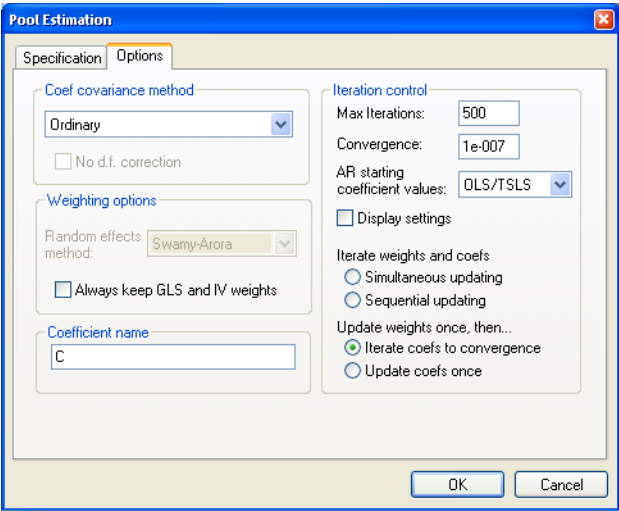 Pool Estimation
Specification
Options
Coef covariance method
Ordinary
No d.f. correction
Weighting options
Random effects
method:
Swamy-Arora
Always keep GLS and IV weights
Coefficient name
C
Iteration control
Max Iterations:
500
Convergence:
1e-007
AR starting
coefficient values:
OLS/TSLS
Display settings
Iterate weights and coefs
Simultaneous updating
Sequential updating
Update weights once, then...
Iterate coefs to convergence
Update coefs once
OK
Cancel